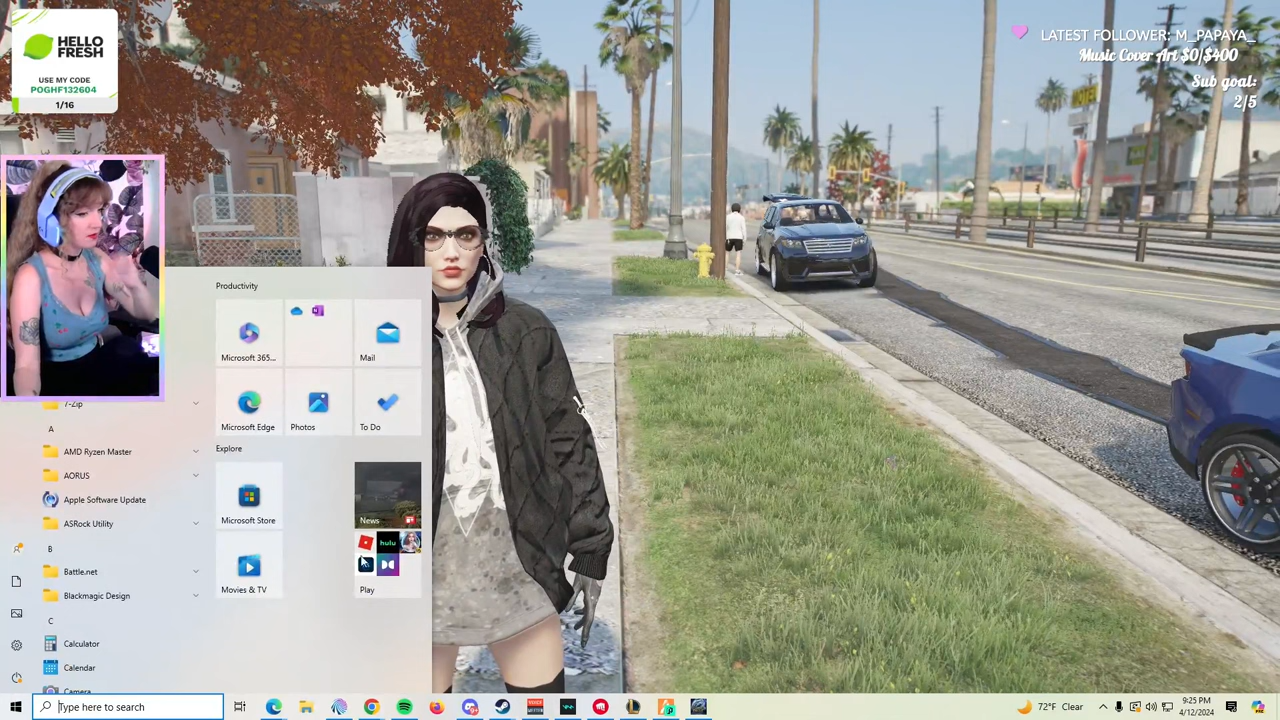 HELLO
FRESH
USE MY CODE
POGHF132604
1/16
LATEST FOLLOWER: M_PAPAYA_
Music Cover Art $0/$400
Sub goal:
2/5
Productivity
Microsoft 365...
Mail
Microsoft Edge
Photos
To Do
Explore
Microsoft Store
News
Movies & TV
hulu
Play
7-Zip
A
AMD Ryzen Master
AORUS
Apple Software Update
ASRock Utility
B
Battle.net
Blackmagic Design
C
Calculator
Calendar
Camera
Type here to search
72°F Clear
9:25 PM
4/12/2024